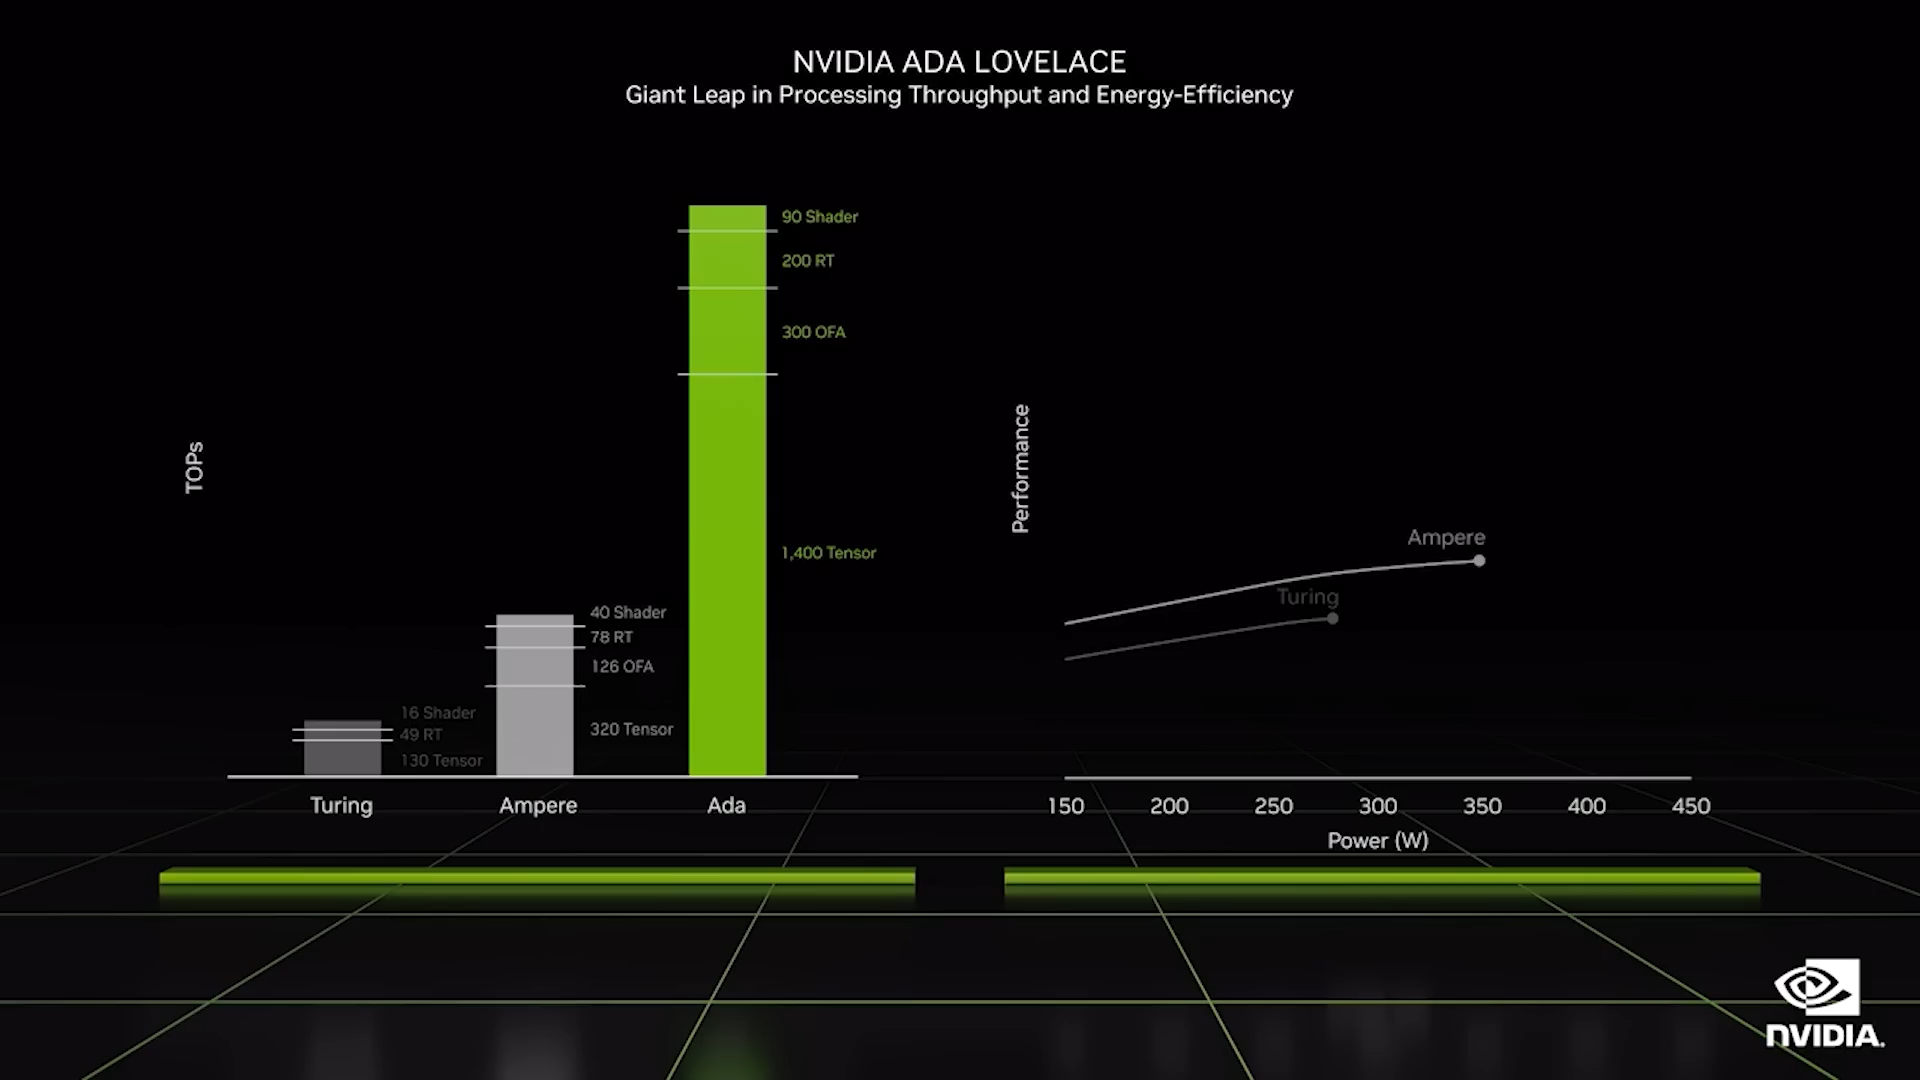 NVIDIA ADA LOVELACE
Giant Leap in Processing Throughput and Energy-Efficiency
TOPs
90 Shader
200 RT
300 OFA
1,400 Tensor
40 Shader
78 RT
126 OFA
320 Tensor
16 Shader
49 RT
130 Tensor
Turing Ampere Ada
Performance
Ampere
Turing
150 200 250 300 350 400 450
Power (W)
NVIDIA.